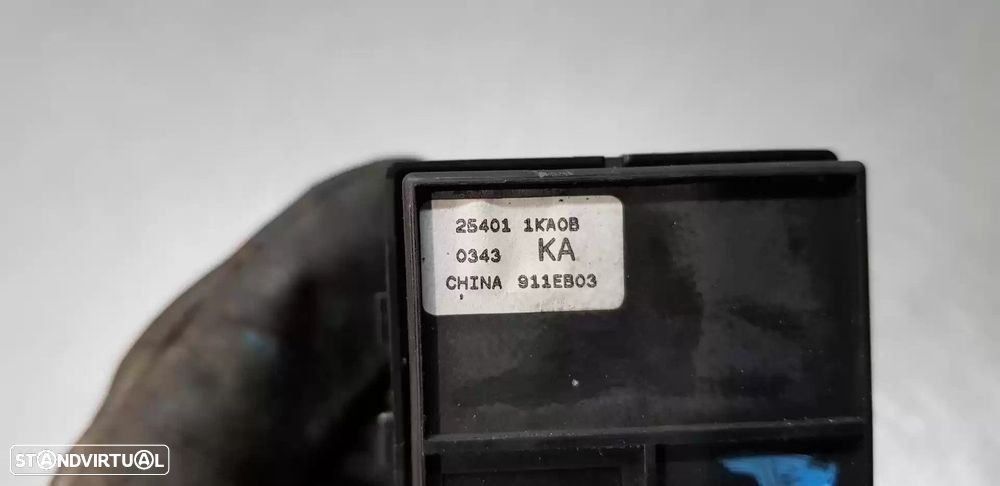 25401 1KA0B
0343 KA
CHINA 911EB03
STANDVIRTUAL